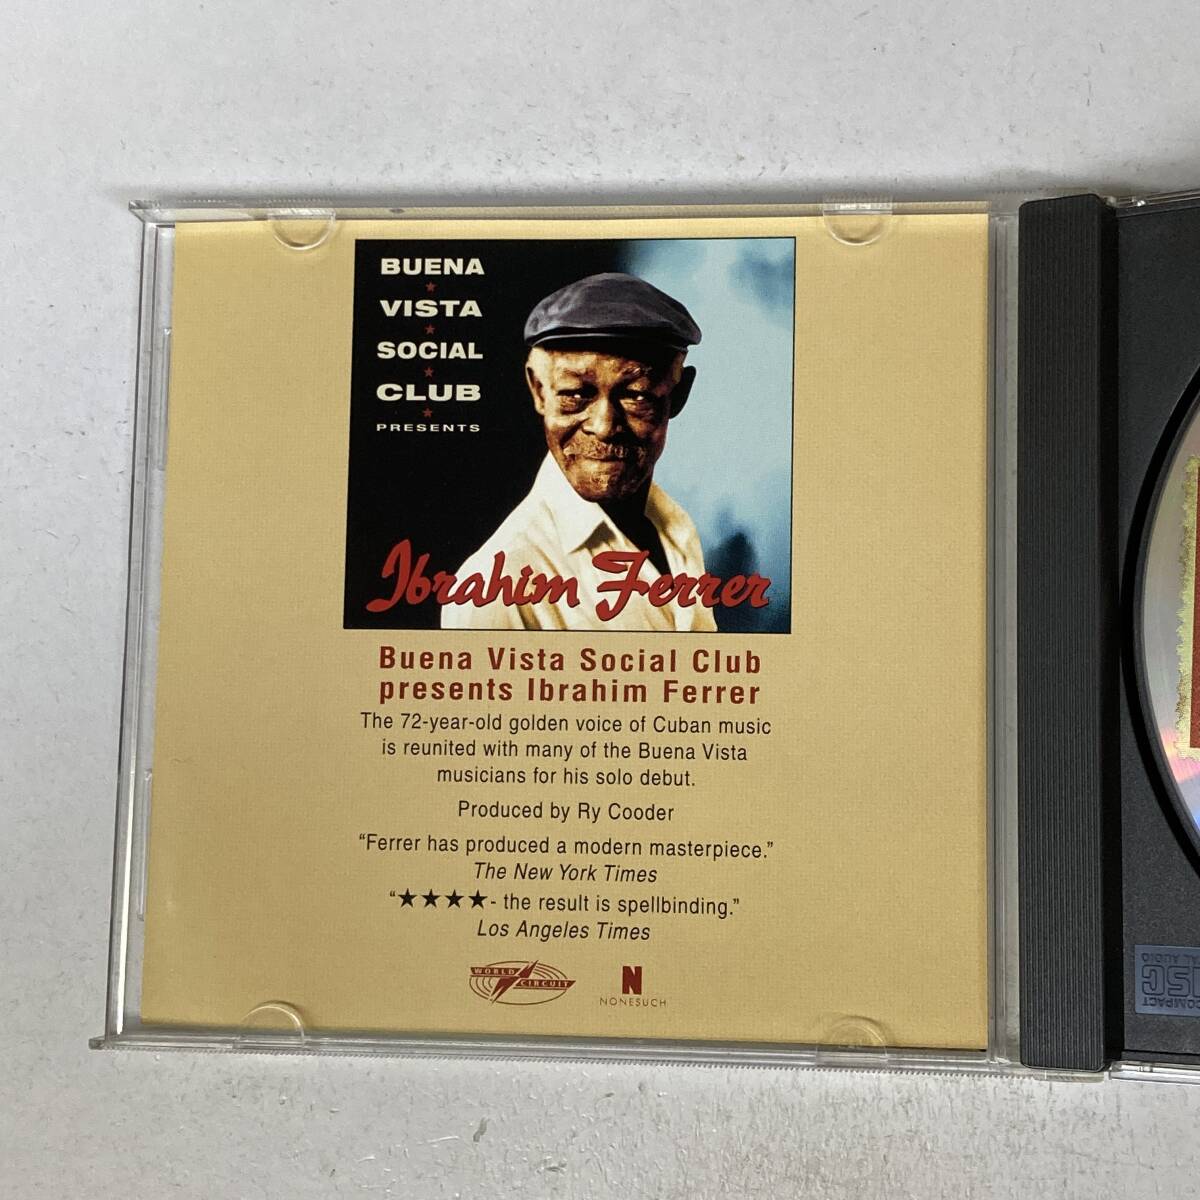 BUENA
VISTA
SOCIAL
CLUB
PRESENTS
Ibrahim Ferrer
Buena Vista Social Club
presents Ibrahim Ferrer
The 72-year-old golden voice of Cuban music
is reunited with many of the Buena Vista
musicians for his solo debut.
Produced by Ry Cooder
“Ferrer has produced a modern masterpiece.”
The New York Times
“★★★★- the result is spellbinding.”
Los Angeles Times
WORLD
CIRCUIT
N
NONESUCH